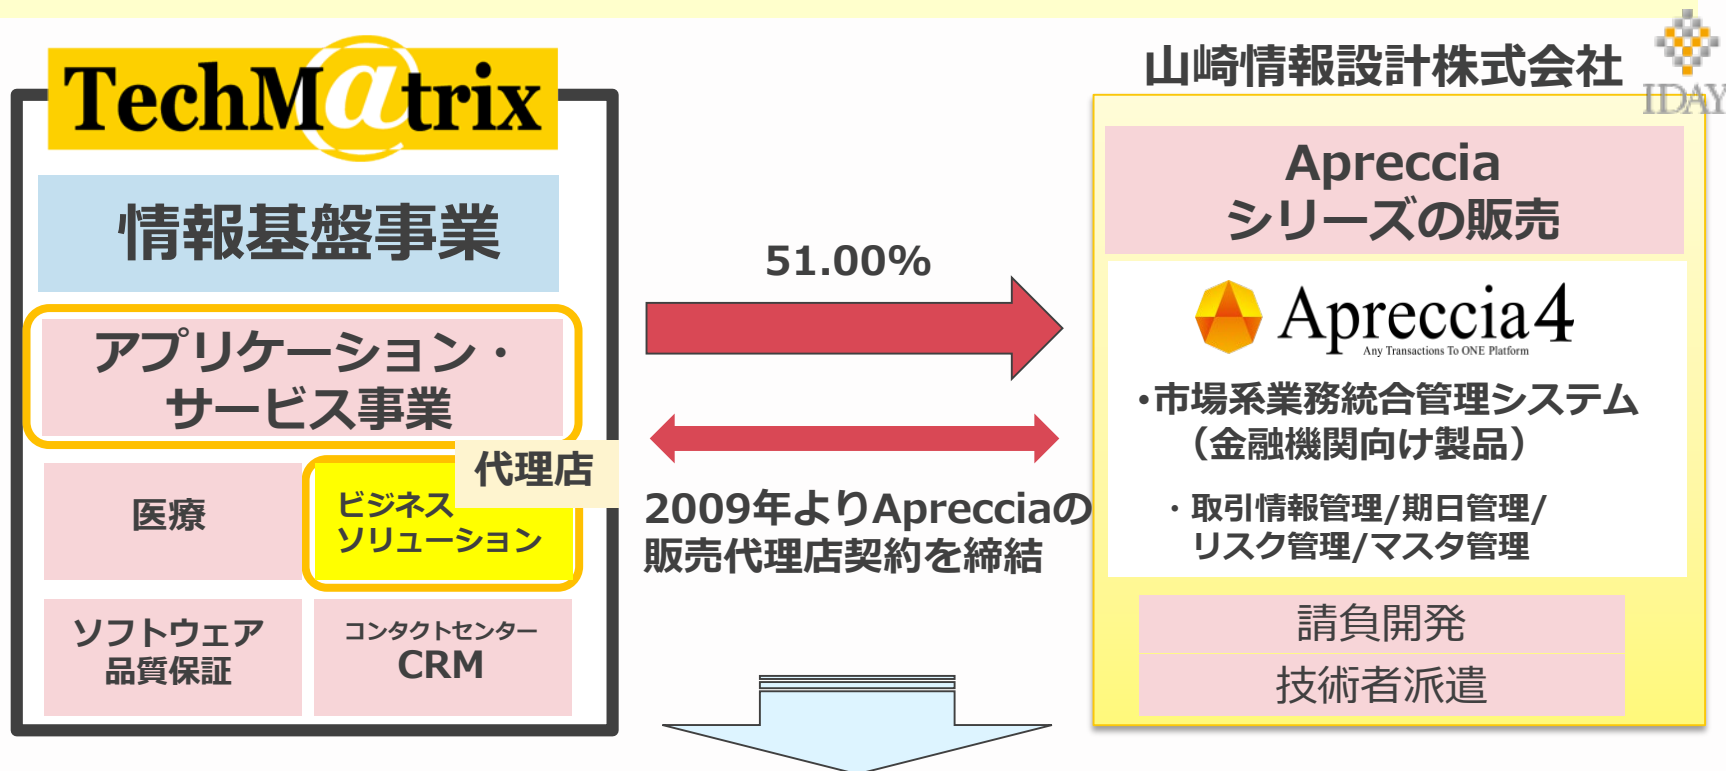 TechM@trix
情報基盤事業
アプリケーション・
サービス事業
代理店
医療
ビジネス
ソリューション
ソフトウェア
品質保証
コンタクトセンター
CRM
51.00%
2009年よりAprecciaの
販売代理店契約を締結
山崎情報設計株式会社
IDAY
Apreccia
シリーズの販売
Apreccia4
Any Transactions To ONE Platform
・市場系業務統合管理システム
（金融機関向け製品）
・取引情報管理/期日管理/
リスク管理/マスタ管理
請負開発
技術者派遣